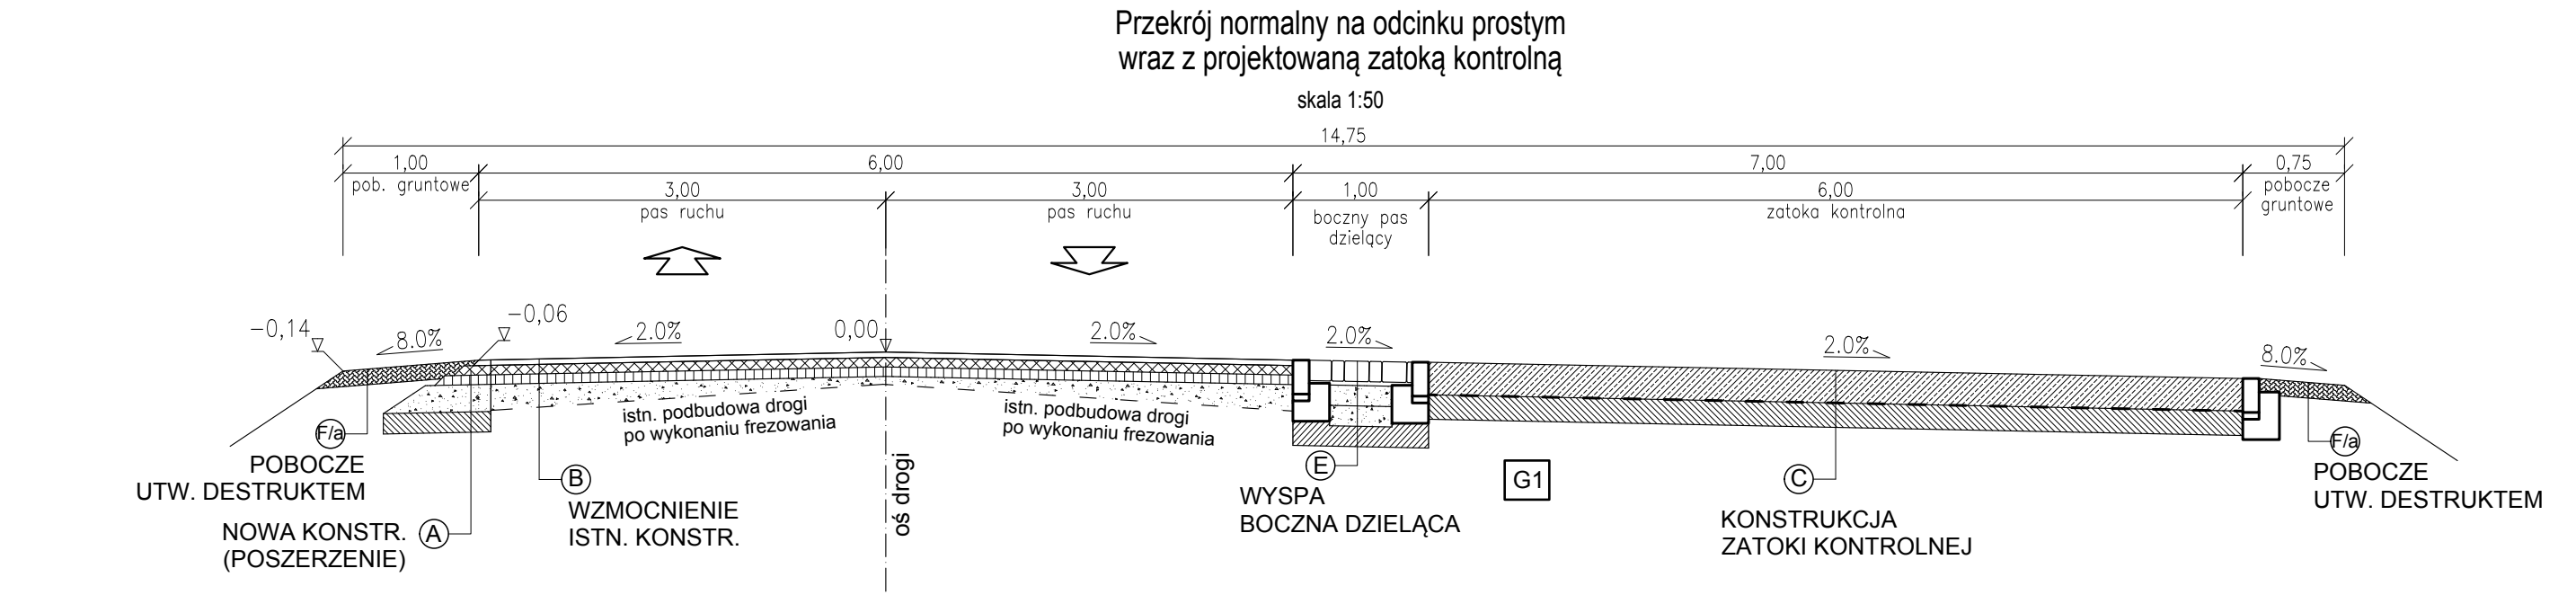 Przekrój normalny na odcinku prostym
wraz z projektowaną zatoką kontrolną
skala 1:50
14,75
1,00
6,00
7,00
0,75
pob. gruntowe
3,00
3,00
1,00
6,00
pobocze
gruntowe
pas ruchu
pas ruchu
boczny pas
dzielący
zatoka kontrolna
-0,14
8.0%
-0,06
2.0%
0,00
2.0%
2.0%
2.0%
8.0%
istn. podbudowa drogi
po wykonaniu frezowania
istn. podbudowa drogi
po wykonaniu frezowania
F/a
POBOCZE
UTW. DESTRUKTEM
NOWA KONSTR.
(POSZERZENIE)
A
B
WZMOCNIENIE
ISTN. KONSTR.
oś drogi
E
WYSPA
BOCZNA DZIELĄCA
G1
C
KONSTRUKCJA
ZATOKI KONTROLNEJ
F/a
POBOCZE
UTW. DESTRUKTEM